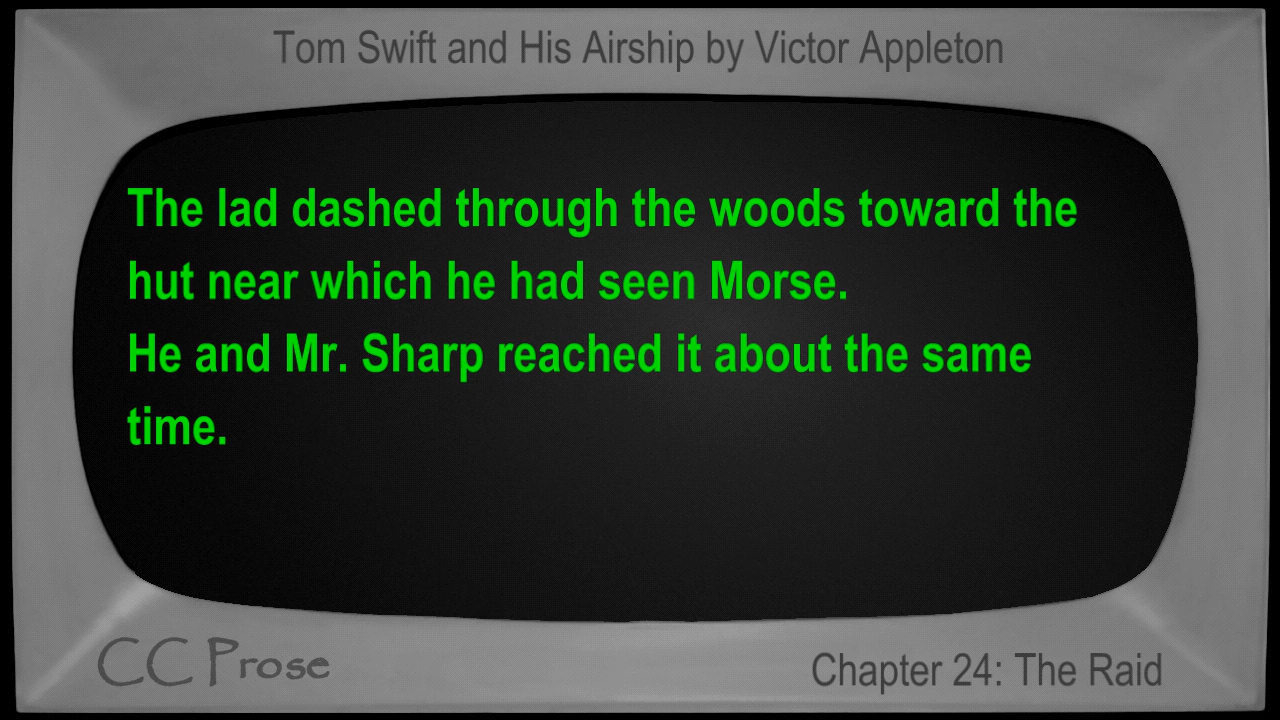 Tom Swift and His Airship by Victor Appleton
The lad dashed through the woods toward the
hut near which he had seen Morse.
He and Mr. Sharp reached it about the same
time.
CC Prose
Chapter 24: The Raid